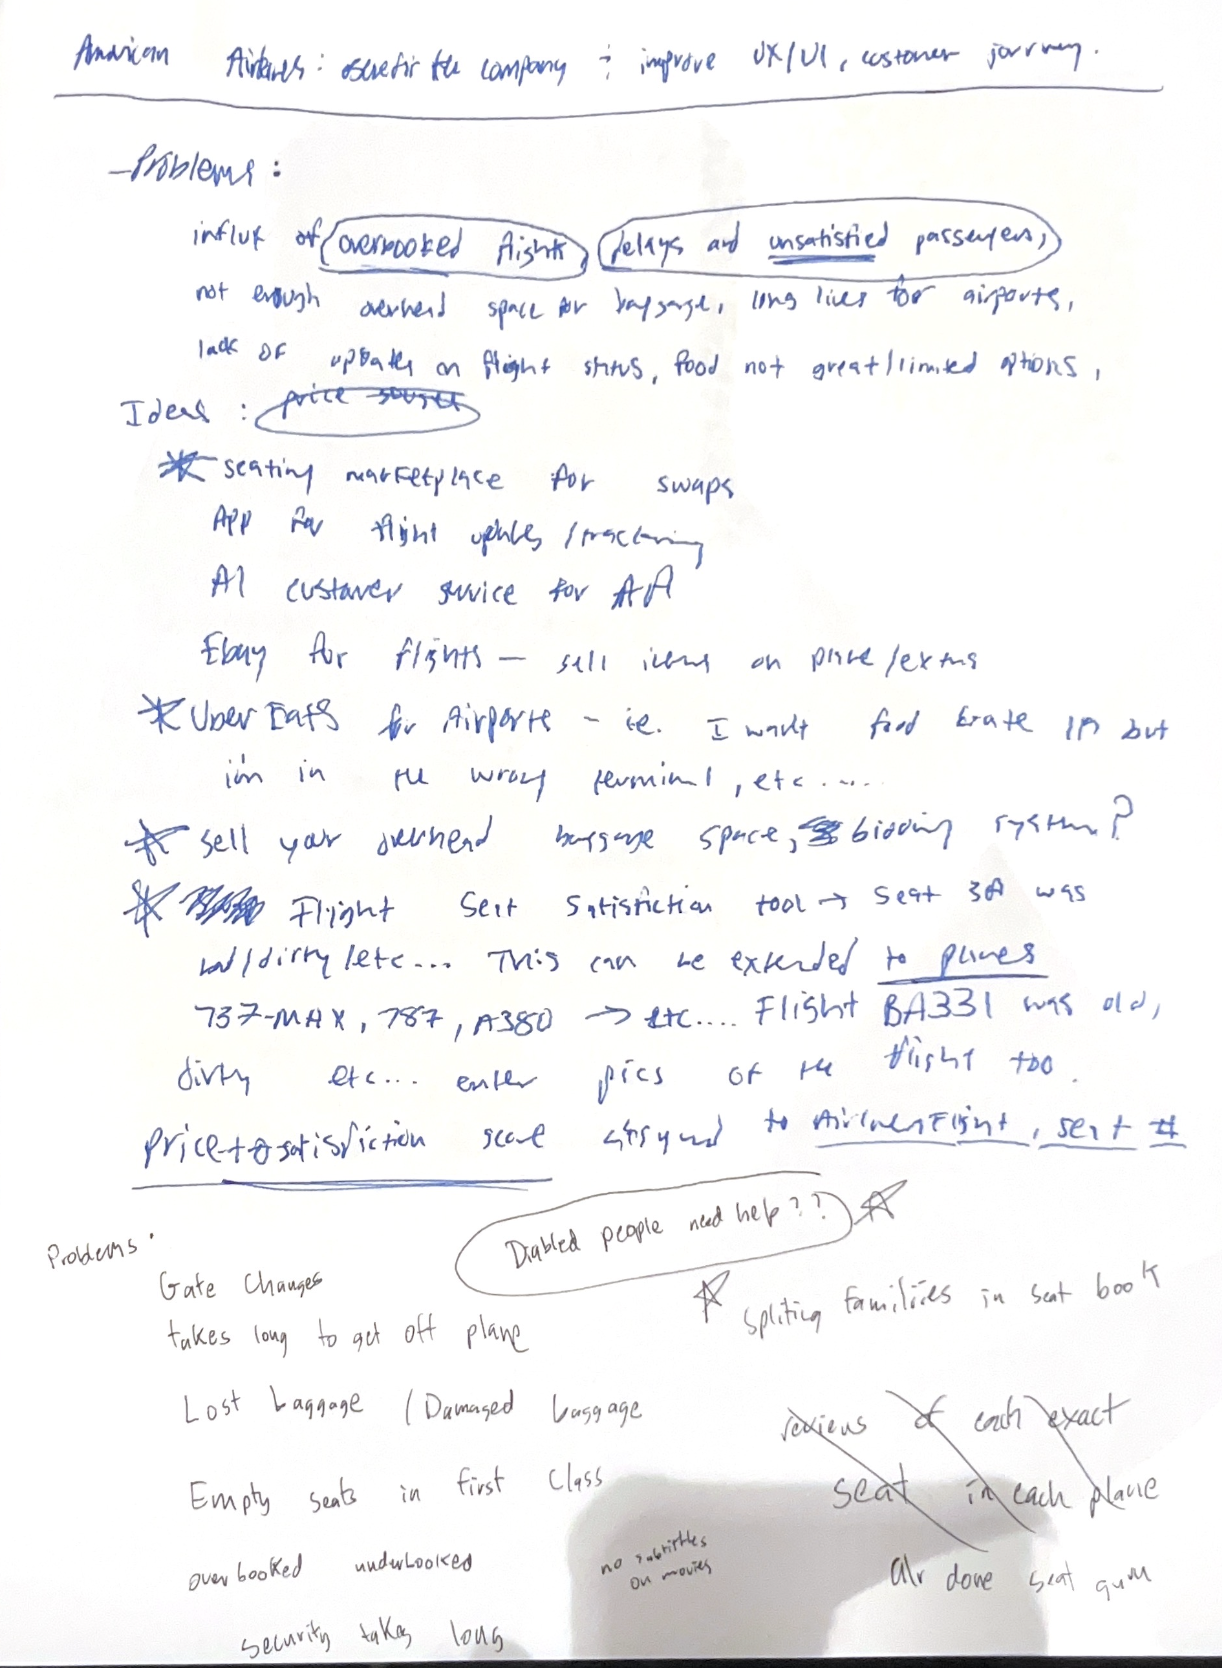 American Airlines: benefit the company ; improve UX/UI, customer journey.
- Problems :
influx of overbooked flights, delays and unsatisfied passengers,
not enough overhead space for baggage, long lines for airports,
lack of updates on flight status, food not great/limited options,
Ideas : price
seating marketplace for swaps
App for flight updates / tracking
AI customer service for AA
Ebay for flights - sell items on plane/extras
Uber Eats for Airports - ie. I want food 1A but
im in the wrong terminal, etc.....
sell your overhead baggage space, bidding system?
Flight Seat Satisfaction tool → Seat 3A was
bad/dirty/etc... This can be extended to planes
737-MAX, 787, A380 → etc.... Flight BA331 was old,
dirty etc... enter pics of the flight too.
price to satisfaction score assigned to Airline Flight, seat #
Diabled people need help??
Problems:
Gate Changes
spliting families in seat book
takes long to get off plane
Lost baggage / Damaged baggage
reviews of each exact
seat in each plane
Empty seats in first Class
no subtitles
on movies
overbooked underbooked
alr done seat guru
security takes long